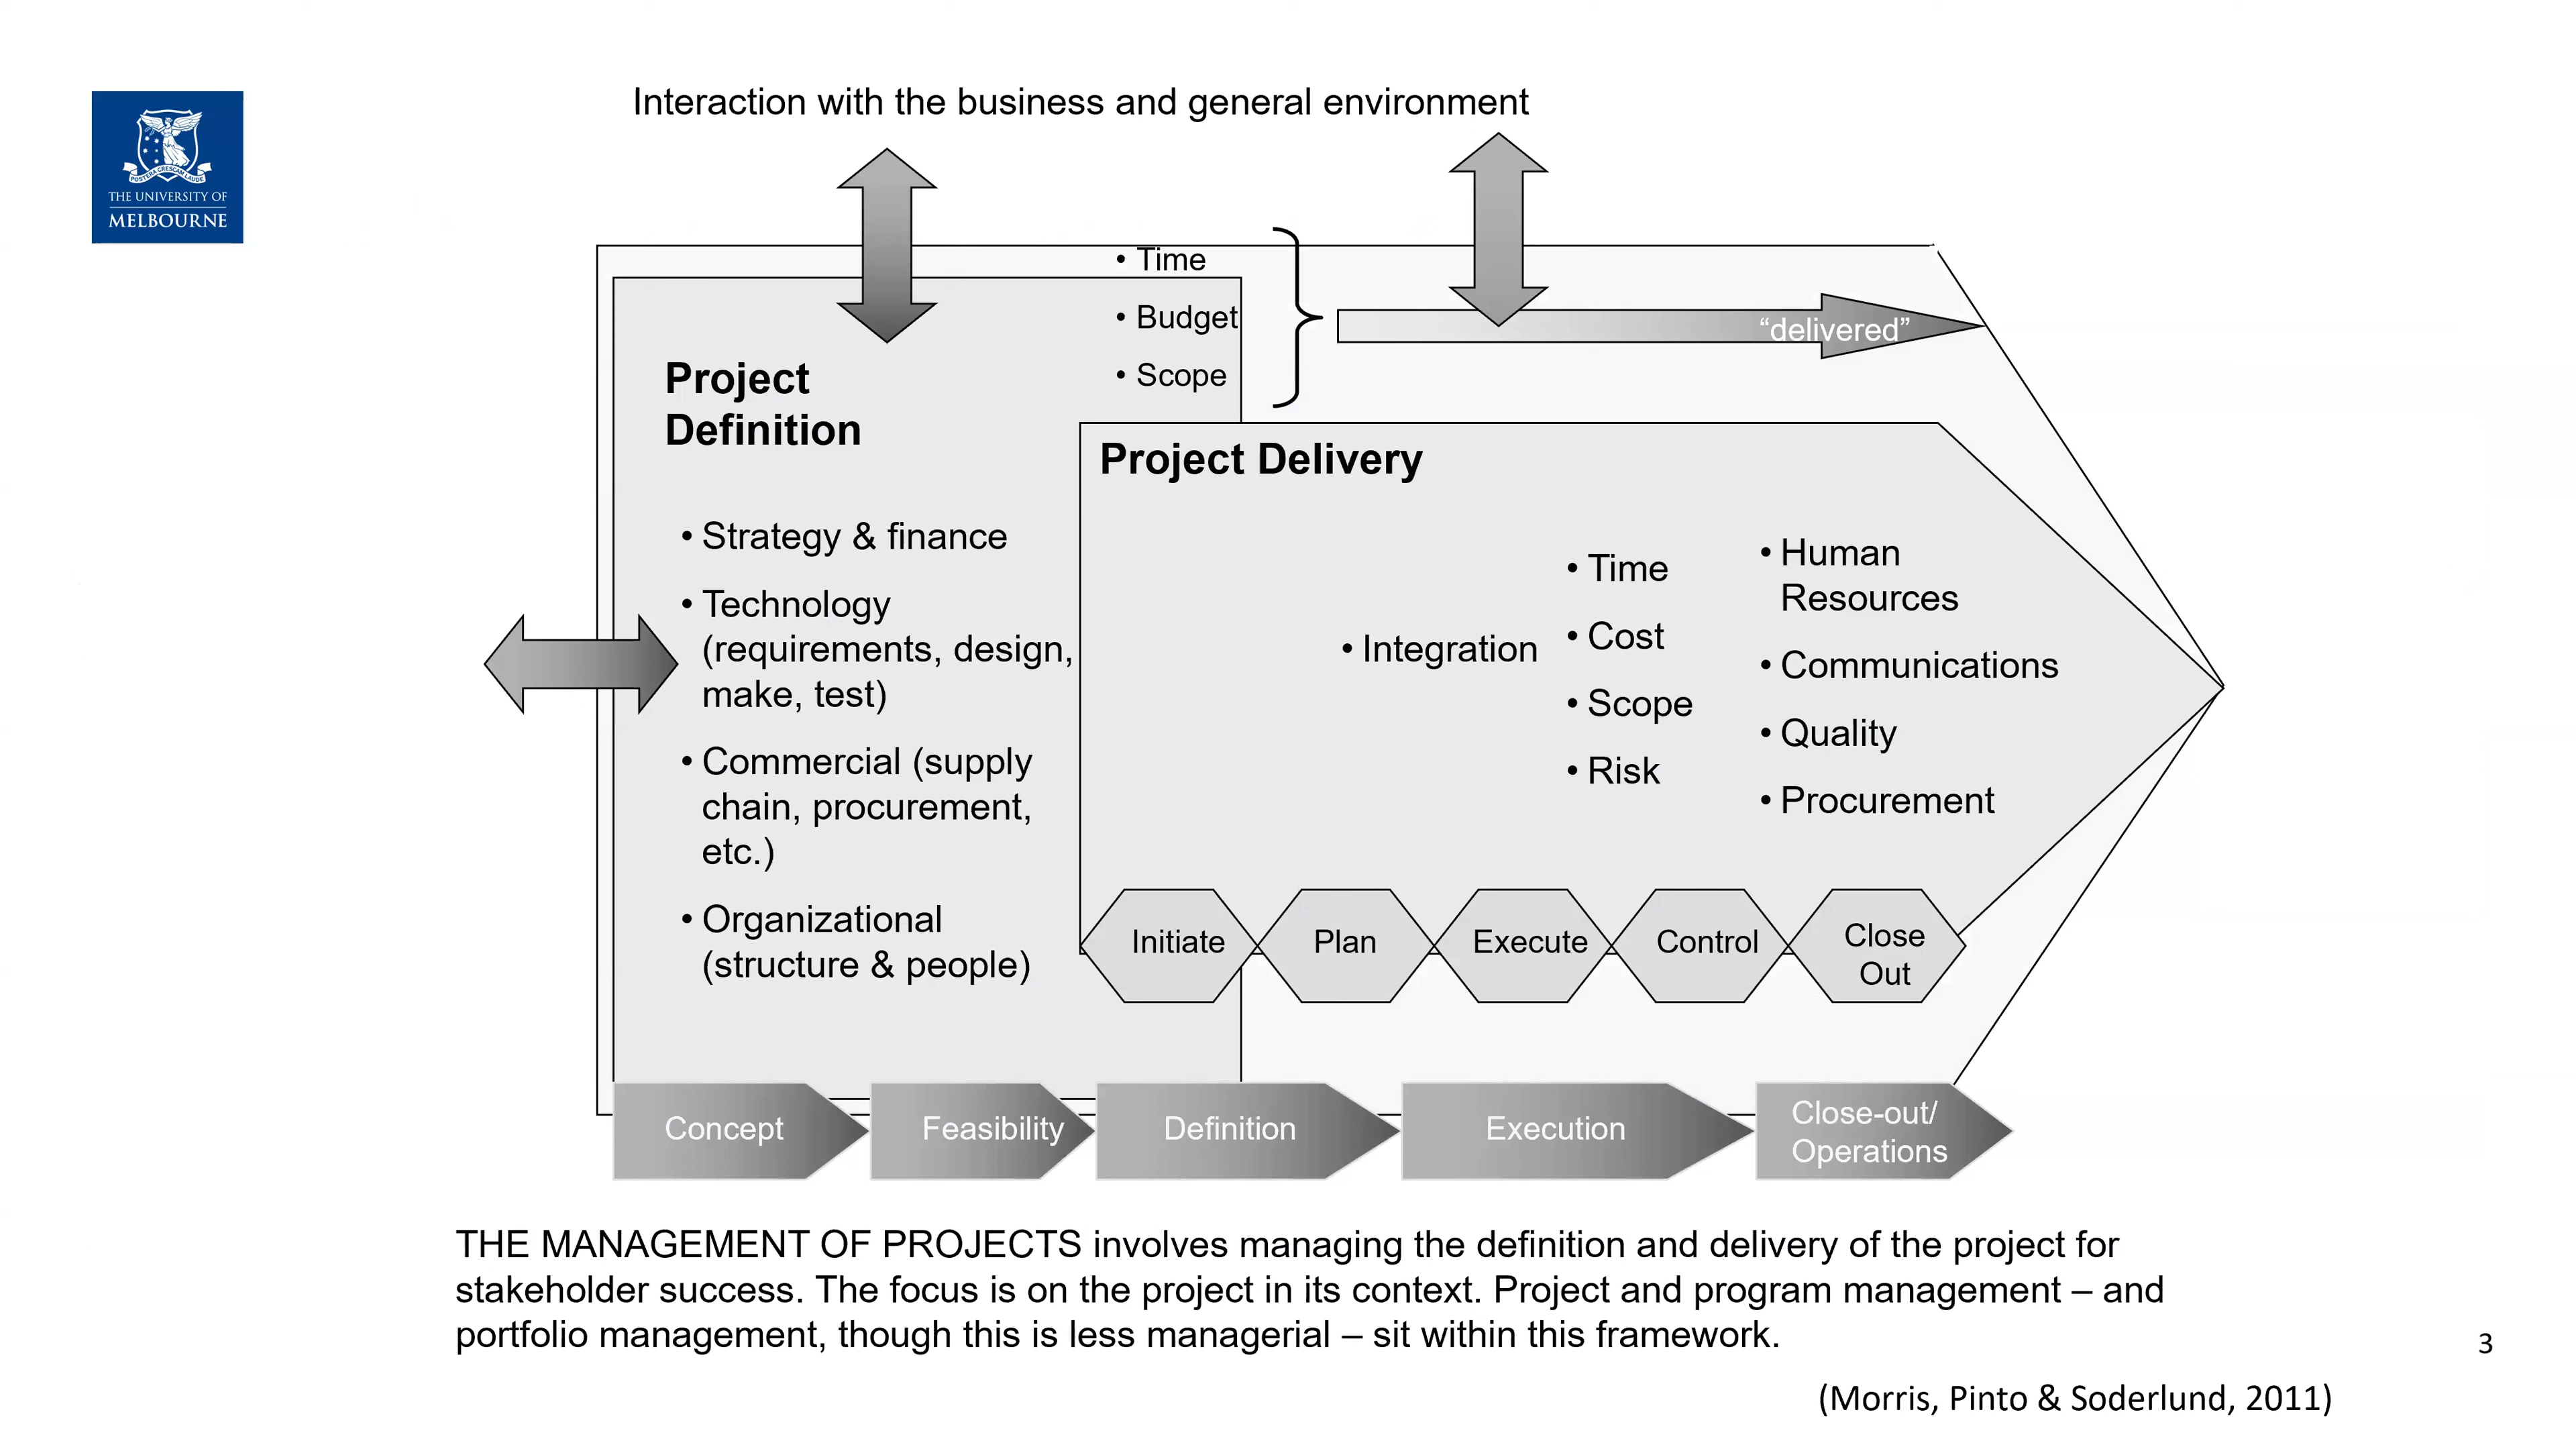 Interaction with the business and general environment
POSTERA CRESCAM LAUDE
THE UNIVERSITY OF
MELBOURNE
• Time
• Budget
• Scope
“delivered”
Project
Definition
• Strategy & finance
• Technology
(requirements, design,
make, test)
• Commercial (supply
chain, procurement,
etc.)
• Organizational
(structure & people)
Project Delivery
• Integration
• Time
• Cost
• Scope
• Risk
• Human
Resources
• Communications
• Quality
• Procurement
Initiate
Plan
Execute
Control
Close
Out
Concept
Feasibility
Definition
Execution
Close-out/
Operations
THE MANAGEMENT OF PROJECTS involves managing the definition and delivery of the project for
stakeholder success. The focus is on the project in its context. Project and program management – and
portfolio management, though this is less managerial – sit within this framework.
3
(Morris, Pinto & Soderlund, 2011)